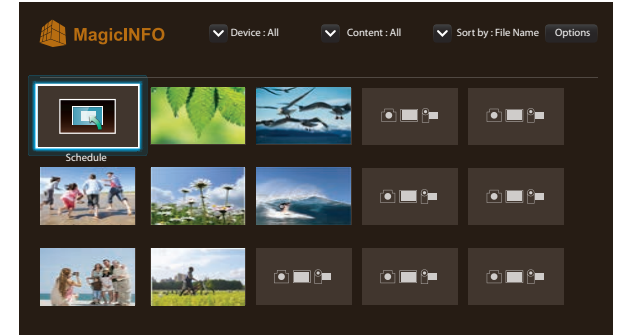 MagicINFO
Device : All
Content : All
Sort by : File Name
Options
Schedule